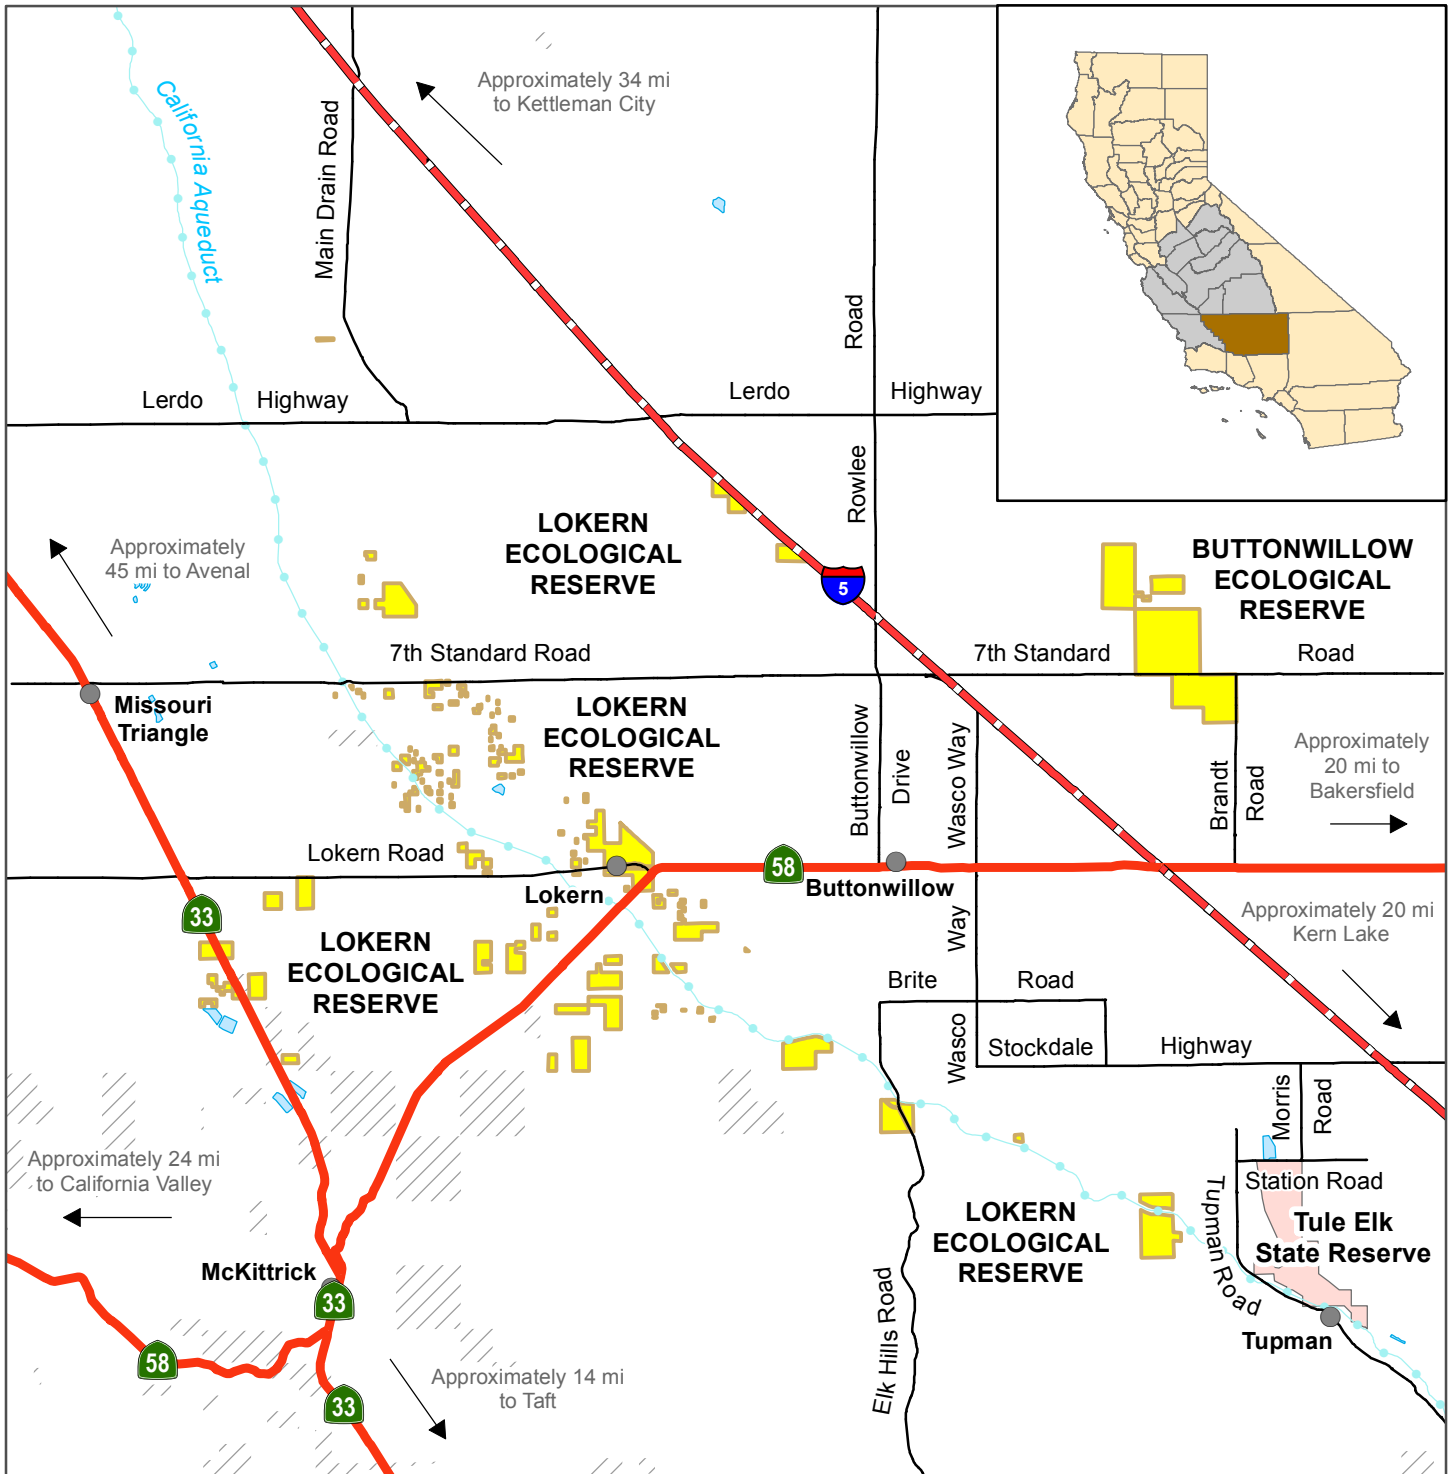 Approximately 34 mi
to Kettleman City
California Aqueduct
Main Drain Road
Road
Lerdo
Highway
Lerdo
Highway
Rowlee
LOKERN
ECOLOGICAL
RESERVE
BUTTONWILLOW
ECOLOGICAL
RESERVE
Approximately
45 mi to Avenal
5
7th Standard Road
7th Standard
Road
Missouri
Triangle
LOKERN
ECOLOGICAL
RESERVE
Buttonwillow
Drive
Wasco Way
Brandt
Road
Approximately
20 mi to
Bakersfield
Lokern Road
58
Lokern
Buttonwillow
33
Way
Approximately 20 mi
Kern Lake
LOKERN
ECOLOGICAL
RESERVE
Brite
Road
Wasco
Stockdale
Highway
Morris
Road
Approximately 24 mi
to California Valley
Station Road
Tupman Road
Tule Elk
State Reserve
LOKERN
ECOLOGICAL
RESERVE
McKittrick
33
Elk Hills Road
Tupman
58
Approximately 14 mi
to Taft
33